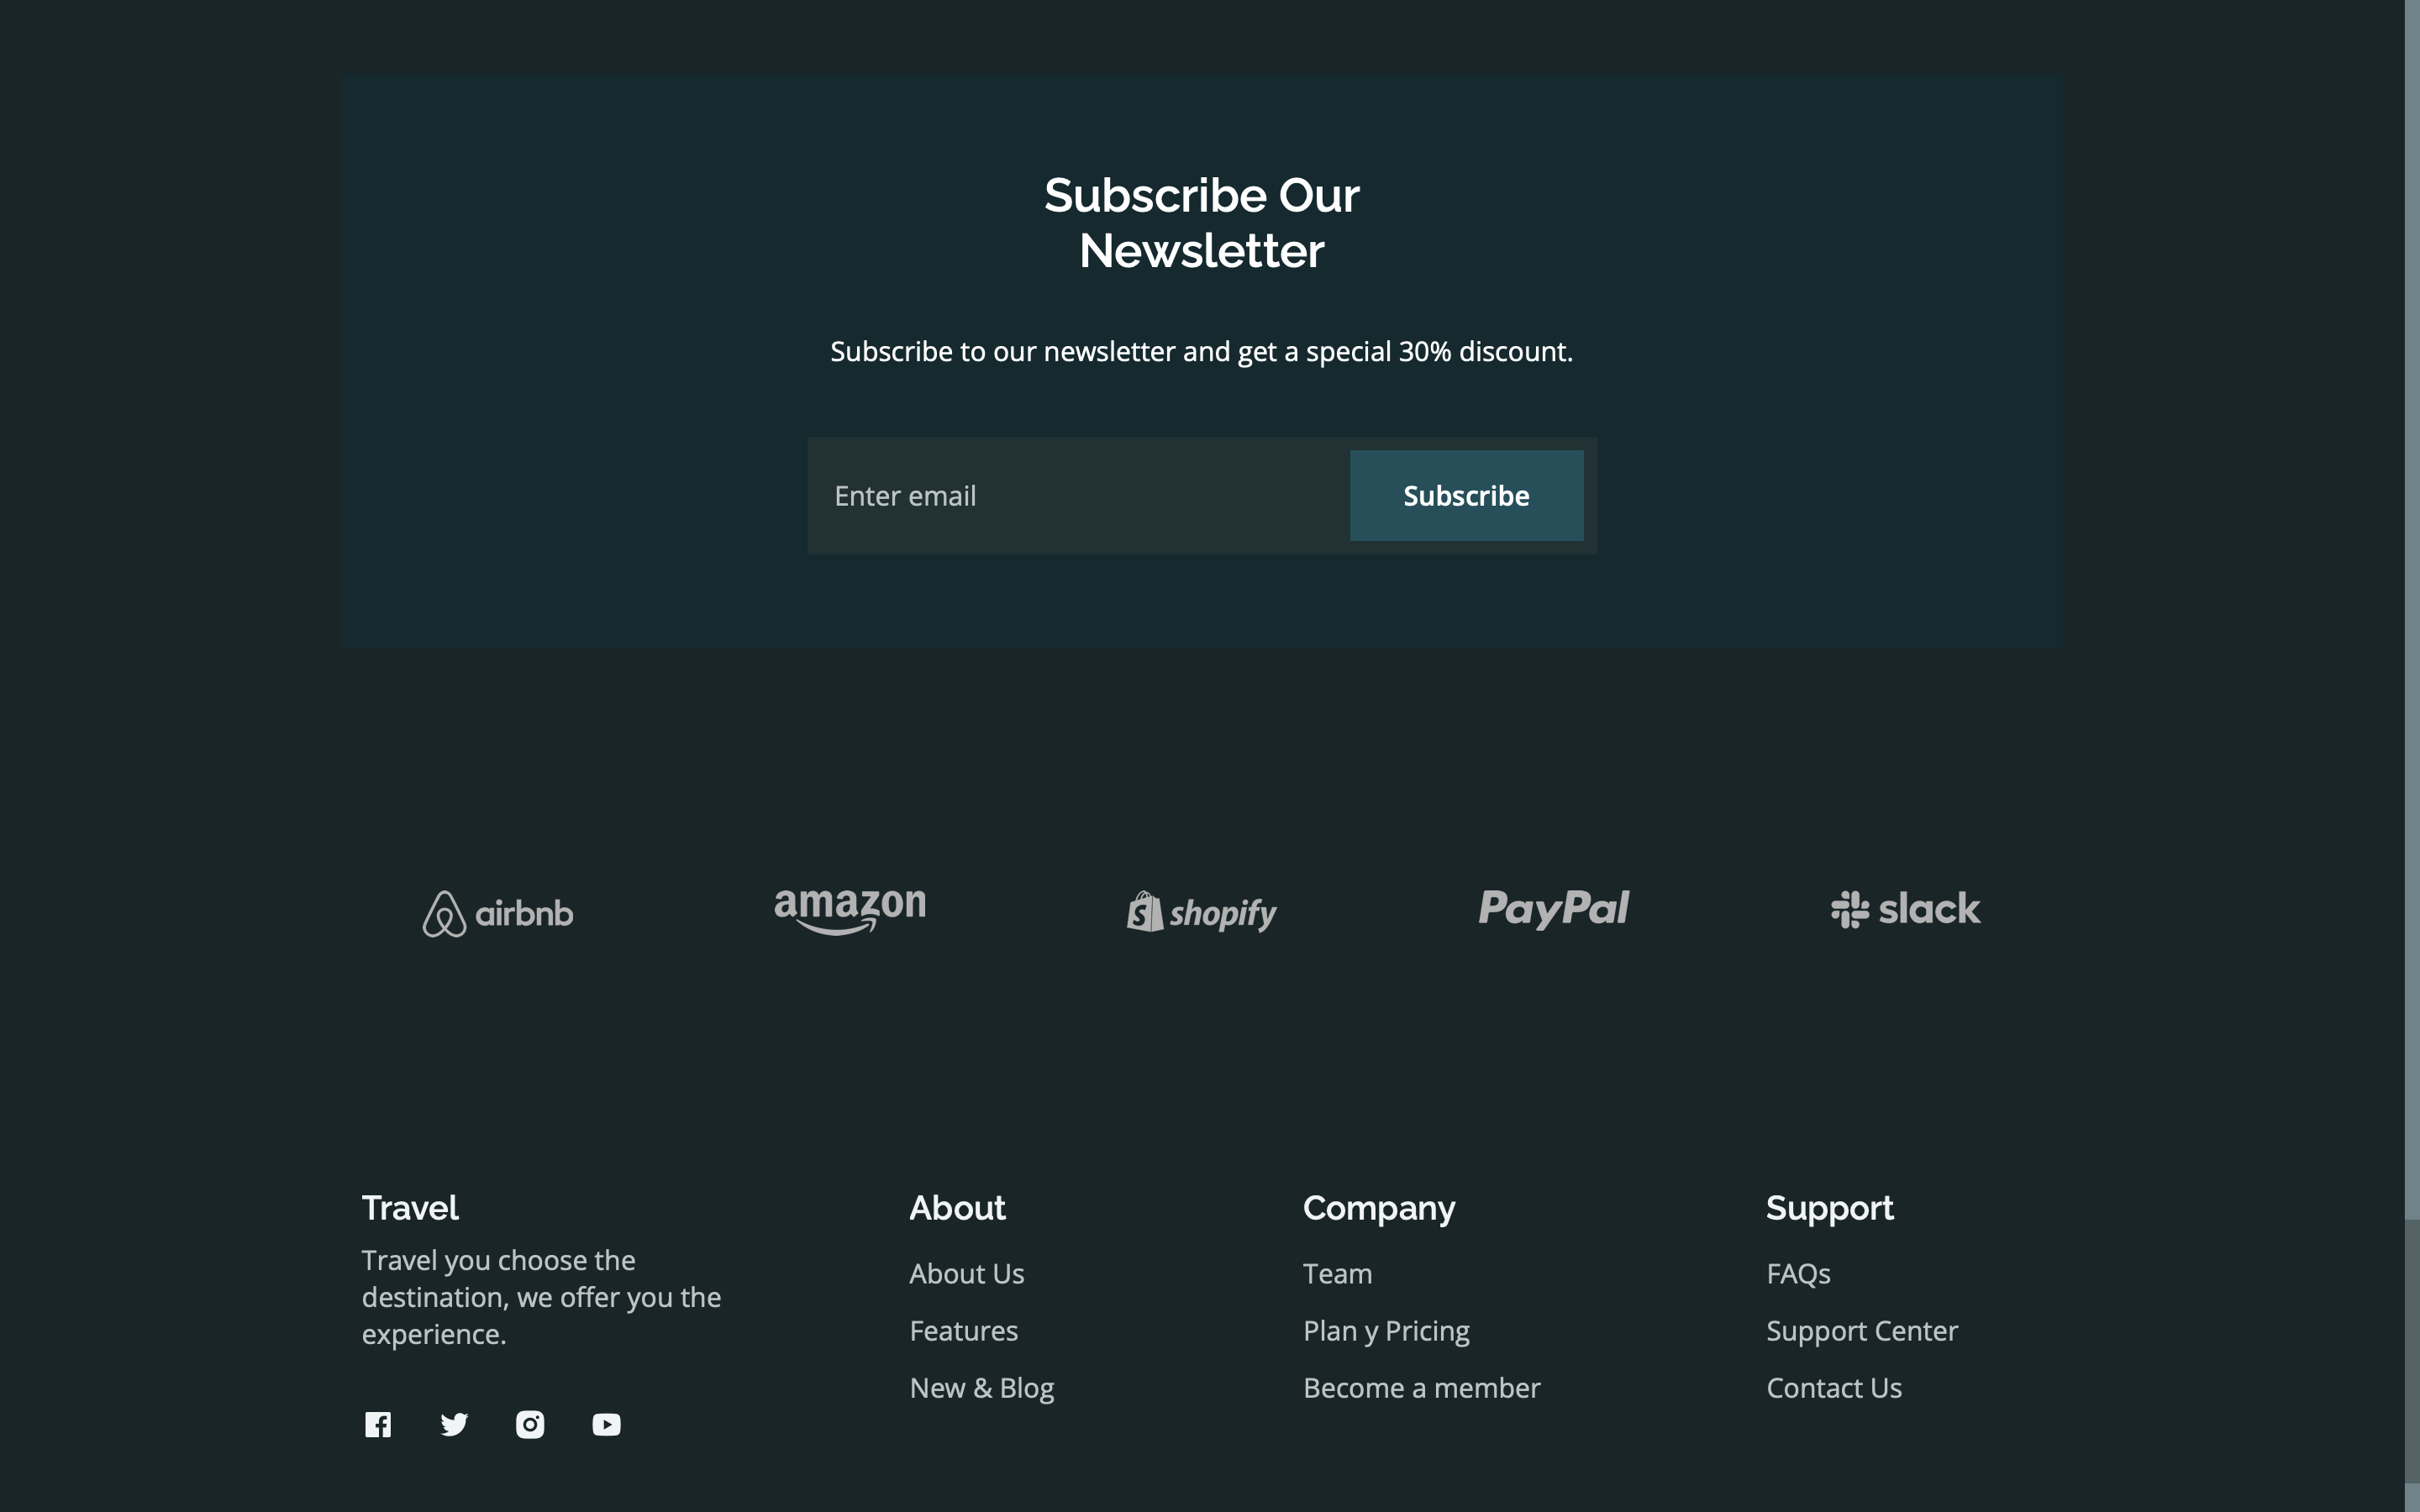 Subscribe Our
Newsletter
Subscribe to our newsletter and get a special 30% discount.
Enter email
Subscribe
airbnb
amazon
shopify
PayPal
slack
Travel
Travel you choose the
destination, we offer you the
experience.
About
About Us
Features
New & Blog
Company
Team
Plan y Pricing
Become a member
Support
FAQs
Support Center
Contact Us